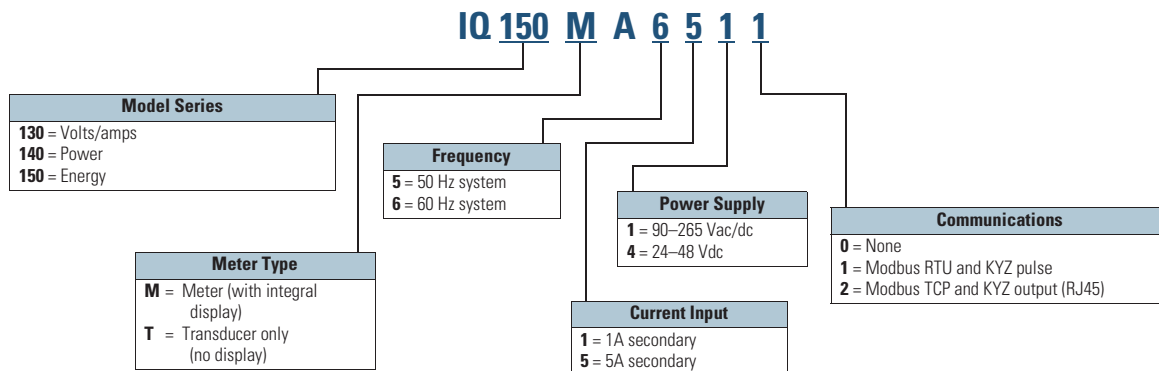 IQ 150 M A 6 5 1 1
Model Series
130 = Volts/amps
140 = Power
150 = Energy
Frequency
5 = 50 Hz system
6 = 60 Hz system
Power Supply
1 = 90–265 Vac/dc
4 = 24–48 Vdc
Communications
0 = None
1 = Modbus RTU and KYZ pulse
2 = Modbus TCP and KYZ output (RJ45)
Meter Type
M = Meter (with integral
display)
T = Transducer only
(no display)
Current Input
1 = 1A secondary
5 = 5A secondary